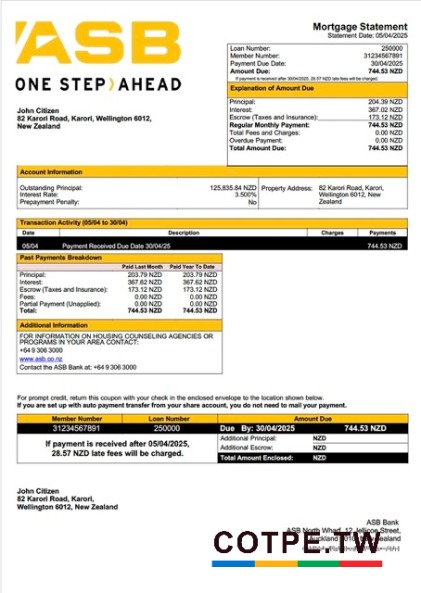 ASB
ONE STEP AHEAD
Mortgage Statement
Statement Date: 05/04/2025
Loan Number: 250000
Member Number: 31234567891
Payment Due Date: 30/04/2025
Amount Due: 744.53 NZD
If payment is received after 30/04/2025, 28.57 NZD late fees will be charged.
Explanation of Amount Due
Principal: 204.39 NZD
Interest: 367.02 NZD
Escrow (Taxes and Insurance): 173.12 NZD
Regular Monthly Payment: 744.53 NZD
Total Fees and Charges: 0.00 NZD
Overdue Payment: 0.00 NZD
Total Amount Due: 744.53 NZD
John Citizen
82 Karori Road, Karori, Wellington 6012,
New Zealand
Account Information
Outstanding Principal: 125,835.84 NZD
Interest Rate: 3.500%
Prepayment Penalty: No
Property Address: 82 Karori Road, Karori,
Wellington 6012, New
Zealand
Transaction Activity (05/04 to 30/04)
Date Description Charges Payments
05/04 Payment Received Due Date 30/04/25 744.53 NZD
Past Payments Breakdown
Paid Last Month Paid Year To Date
Principal: 203.79 NZD 203.79 NZD
Interest: 367.62 NZD 367.62 NZD
Escrow (Taxes and Insurance): 173.12 NZD 173.12 NZD
Fees: 0.00 NZD 0.00 NZD
Partial Payment (Unapplied): 0.00 NZD 0.00 NZD
Total: 744.53 NZD 744.53 NZD
Additional Information
FOR INFORMATION ON HOUSING COUNSELING AGENCIES OR
PROGRAMS IN YOUR AREA CONTACT:
+64 9 306 3000
www.asb.co.nz
Contact the ASB Bank at: +64 9 306 3000
For prompt credit, return this coupon with your check in the enclosed envelope to the location shown below.
If you are set up with auto payment transfer from your share account, you do not need to mail your payment.
Member Number Loan Number Amount Due
31234567891 250000 Due By: 30/04/2025 744.53 NZD
If payment is received after 05/04/2025,
28.57 NZD late fees will be charged.
Additional Principal: NZD
Additional Escrow: NZD
Total Amount Enclosed: NZD
John Citizen
82 Karori Road, Karori,
Wellington 6012, New Zealand
ASB Bank
ASB North Wharf, 12 Jellicoe Street,
Auckland 1010, New Zealand
COTPE.TW